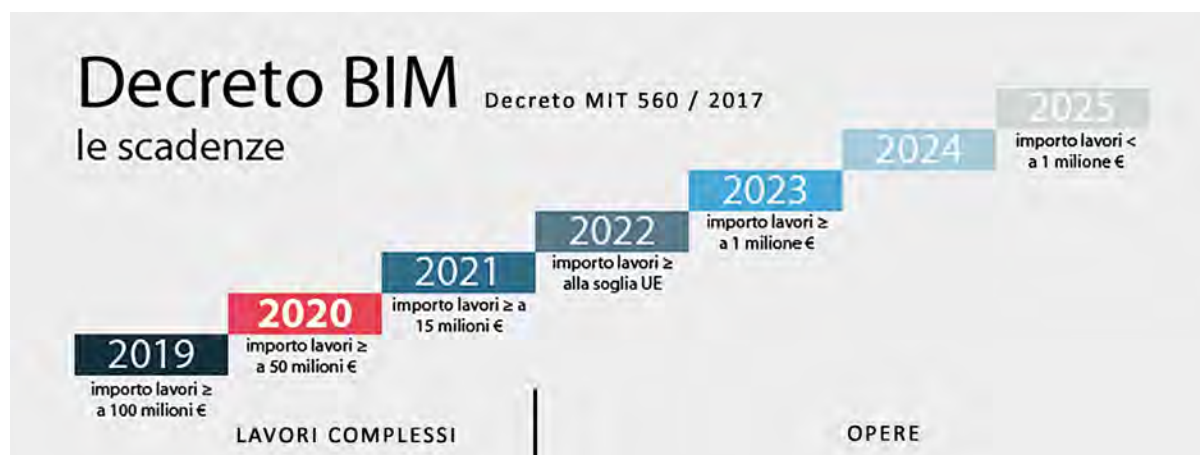 Decreto BIM Decreto MIT 560 / 2017
le scadenze
2019
importo lavori ≥
a 100 milioni €
2020
importo lavori ≥
a 50 milioni €
2021
importo lavori ≥ a
15 milioni €
2022
importo lavori ≥
alla soglia UE
2023
importo lavori ≥
a 1 milione €
2024
2025
importo lavori <
a 1 milione €
LAVORI COMPLESSI
OPERE